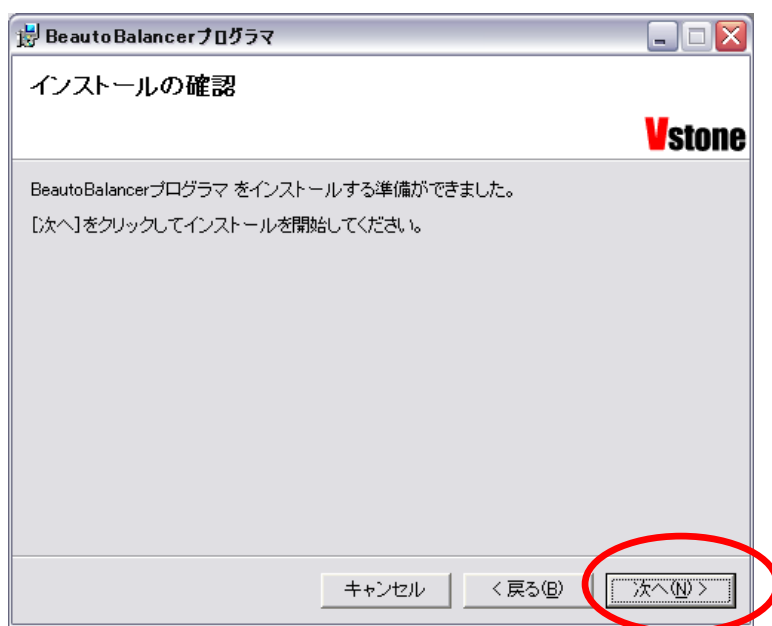 BeautoBalancerプログラマ
インストールの確認
Vstone
BeautoBalancerプログラマ をインストールする準備ができました。
[次へ]をクリックしてインストールを開始してください。
キャンセル
< 戻る(B)
次へ(N) >